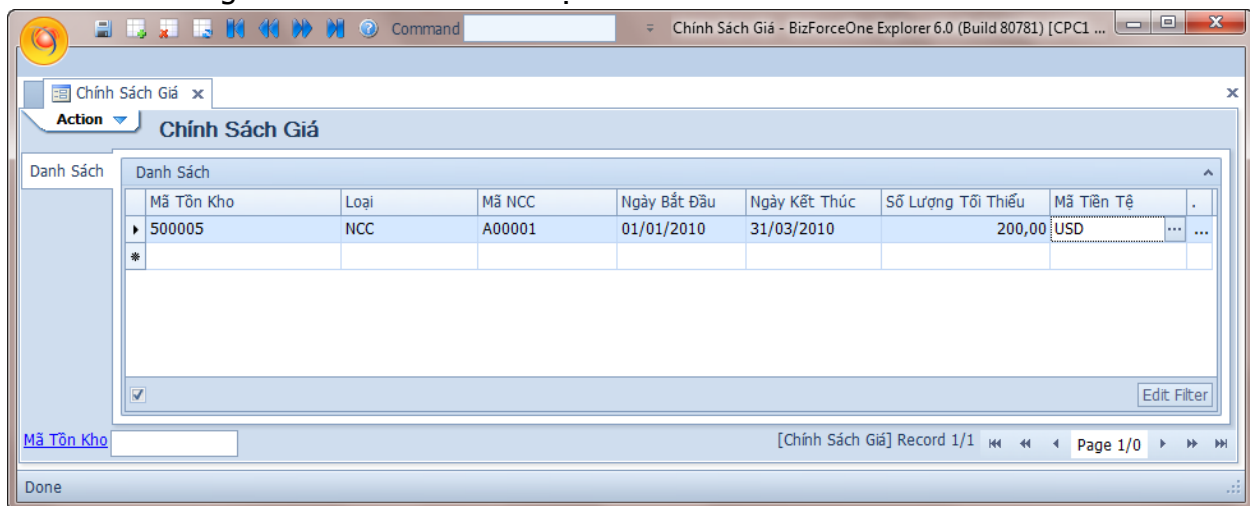 Command
Chính Sách Giá - BizForceOne Explorer 6.0 (Build 80781) [CPC1 ...
Chính Sách Giá
Action
Chính Sách Giá
Danh Sách
Danh Sách
Mã Tồn Kho Loại Mã NCC Ngày Bắt Đầu Ngày Kết Thúc Số Lượng Tối Thiểu Mã Tiền Tệ .
500005 NCC A00001 01/01/2010 31/03/2010 200,00 USD ... ...
Edit Filter
Mã Tồn Kho [Chính Sách Giá] Record 1/1 Page 1/0
Done